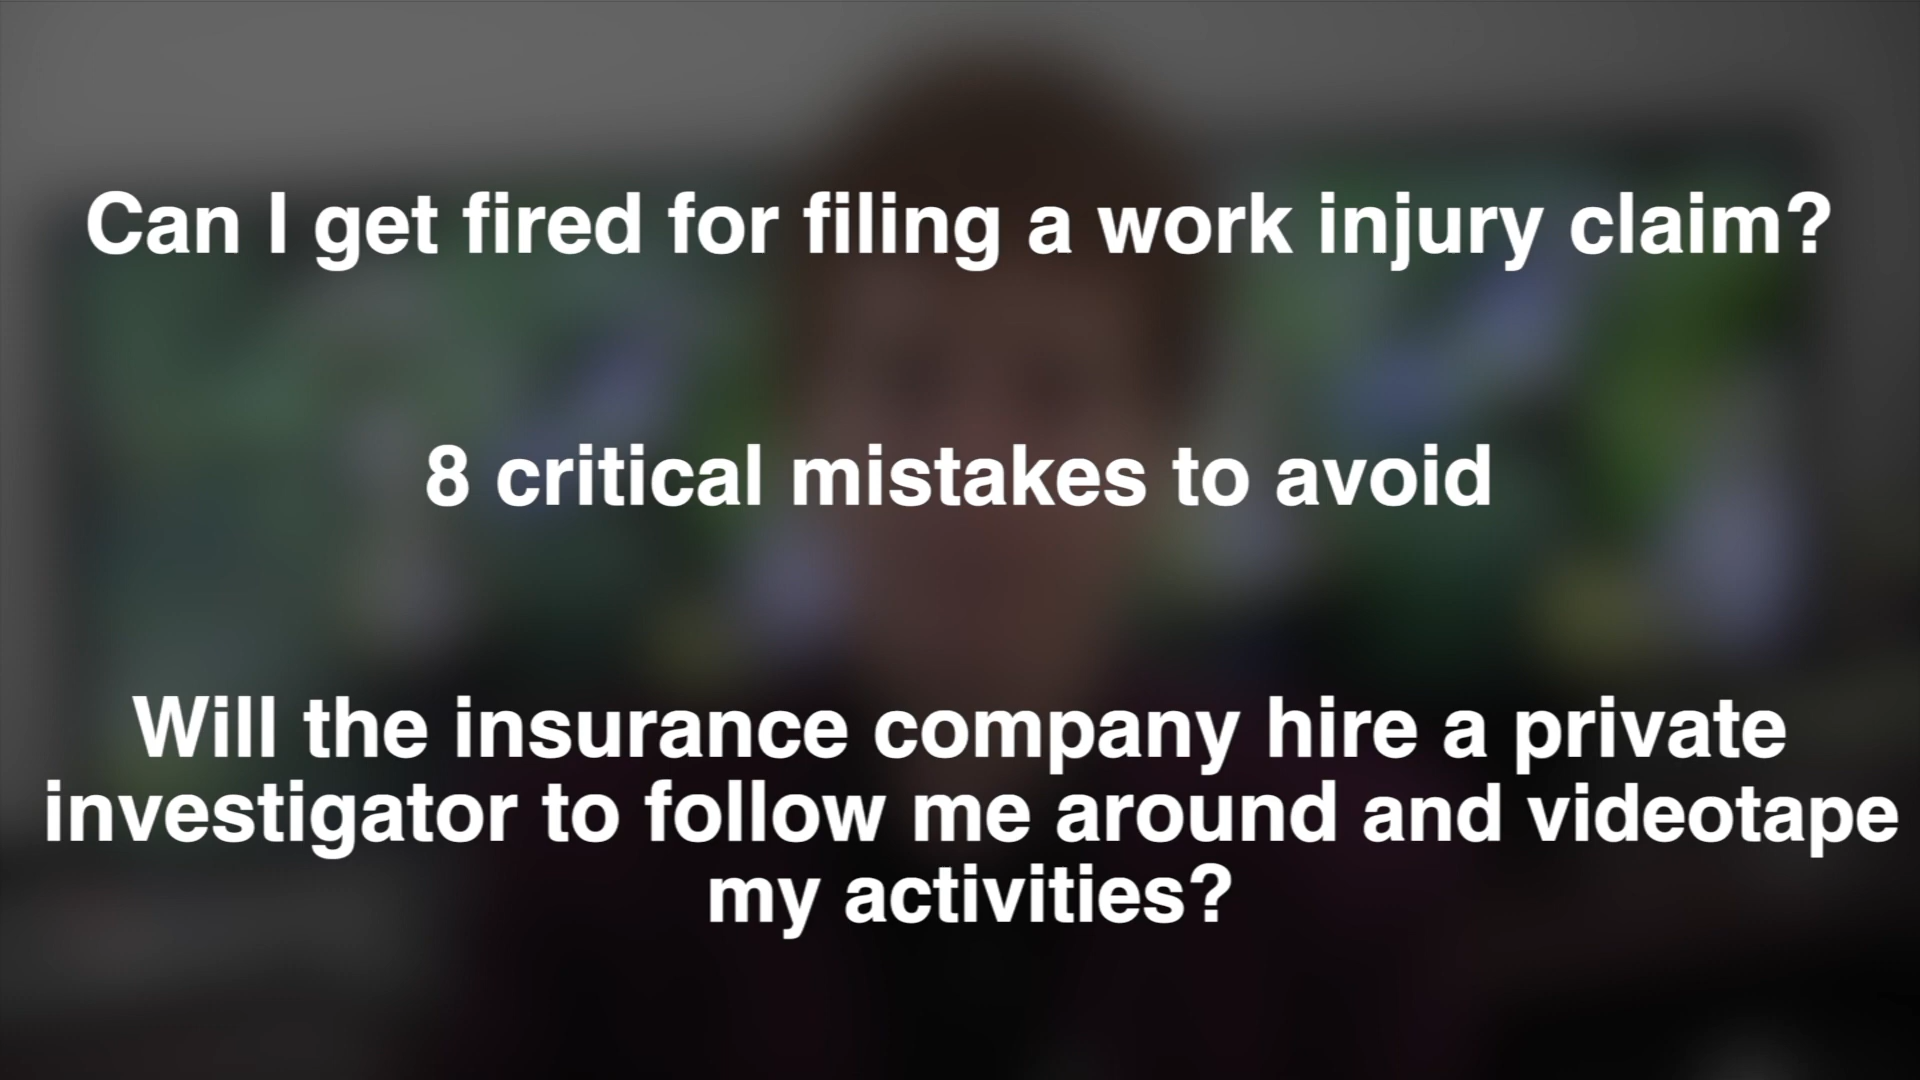 Can I get fired for filing a work injury claim?
8 critical mistakes to avoid
Will the insurance company hire a private
investigator to follow me around and videotape
my activities?